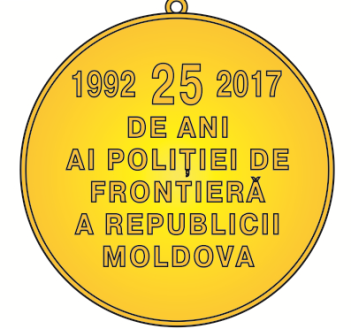 1992 25 2017
DE ANI
AI POLIȚIEI DE
FRONTIERĂ
A REPUBLICII
MOLDOVA